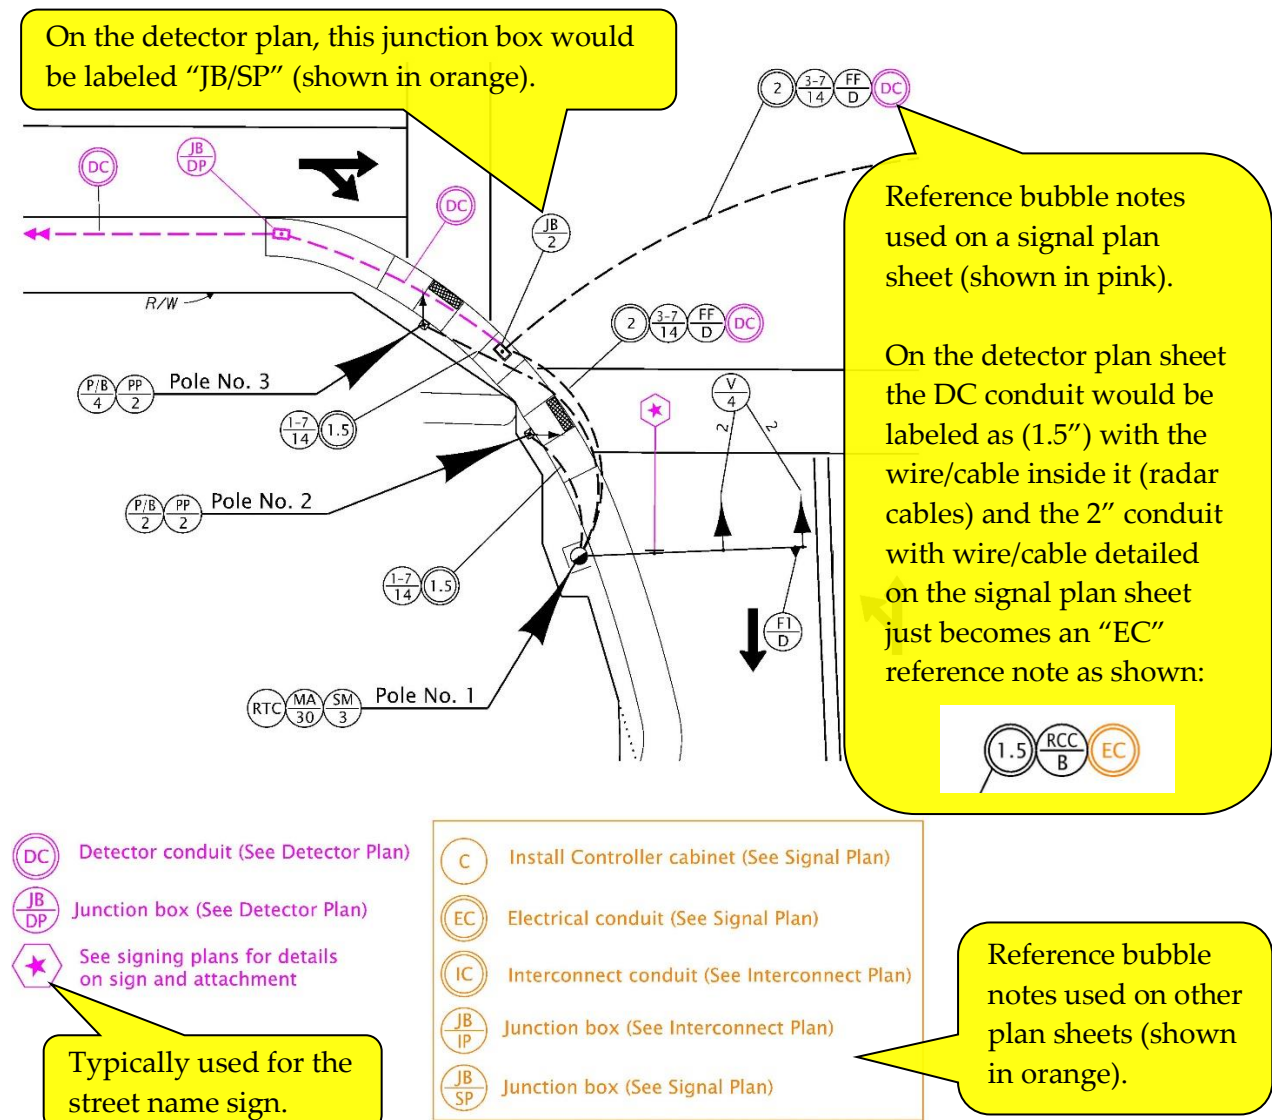 On the detector plan, this junction box would
be labeled “JB/SP” (shown in orange).
2 3-7 14 FF D DC
DC
JB DP
DC
JB 2
Reference bubble notes
used on a signal plan
sheet (shown in pink).
On the detector plan sheet
the DC conduit would be
labeled as (1.5”) with the
wire/cable inside it (radar
cables) and the 2” conduit
with wire/cable detailed
on the signal plan sheet
just becomes an “EC”
reference note as shown:
1.5 RCC B EC
R/W
2 3-7 14 FF D DC
P/B 4 PP 2 Pole No. 3
V 4
2 2
1-7 14 1.5
P/B 2 PP 2 Pole No. 2
1-7 14 1.5
F1 D
RTC MA 30 SM 3 Pole No. 1
DC Detector conduit (See Detector Plan)
JB DP Junction box (See Detector Plan)
See signing plans for details
on sign and attachment
Typically used for the
street name sign.
C Install Controller cabinet (See Signal Plan)
EC Electrical conduit (See Signal Plan)
IC Interconnect conduit (See Interconnect Plan)
JB IP Junction box (See Interconnect Plan)
JB SP Junction box (See Signal Plan)
Reference bubble
notes used on other
plan sheets (shown
in orange).